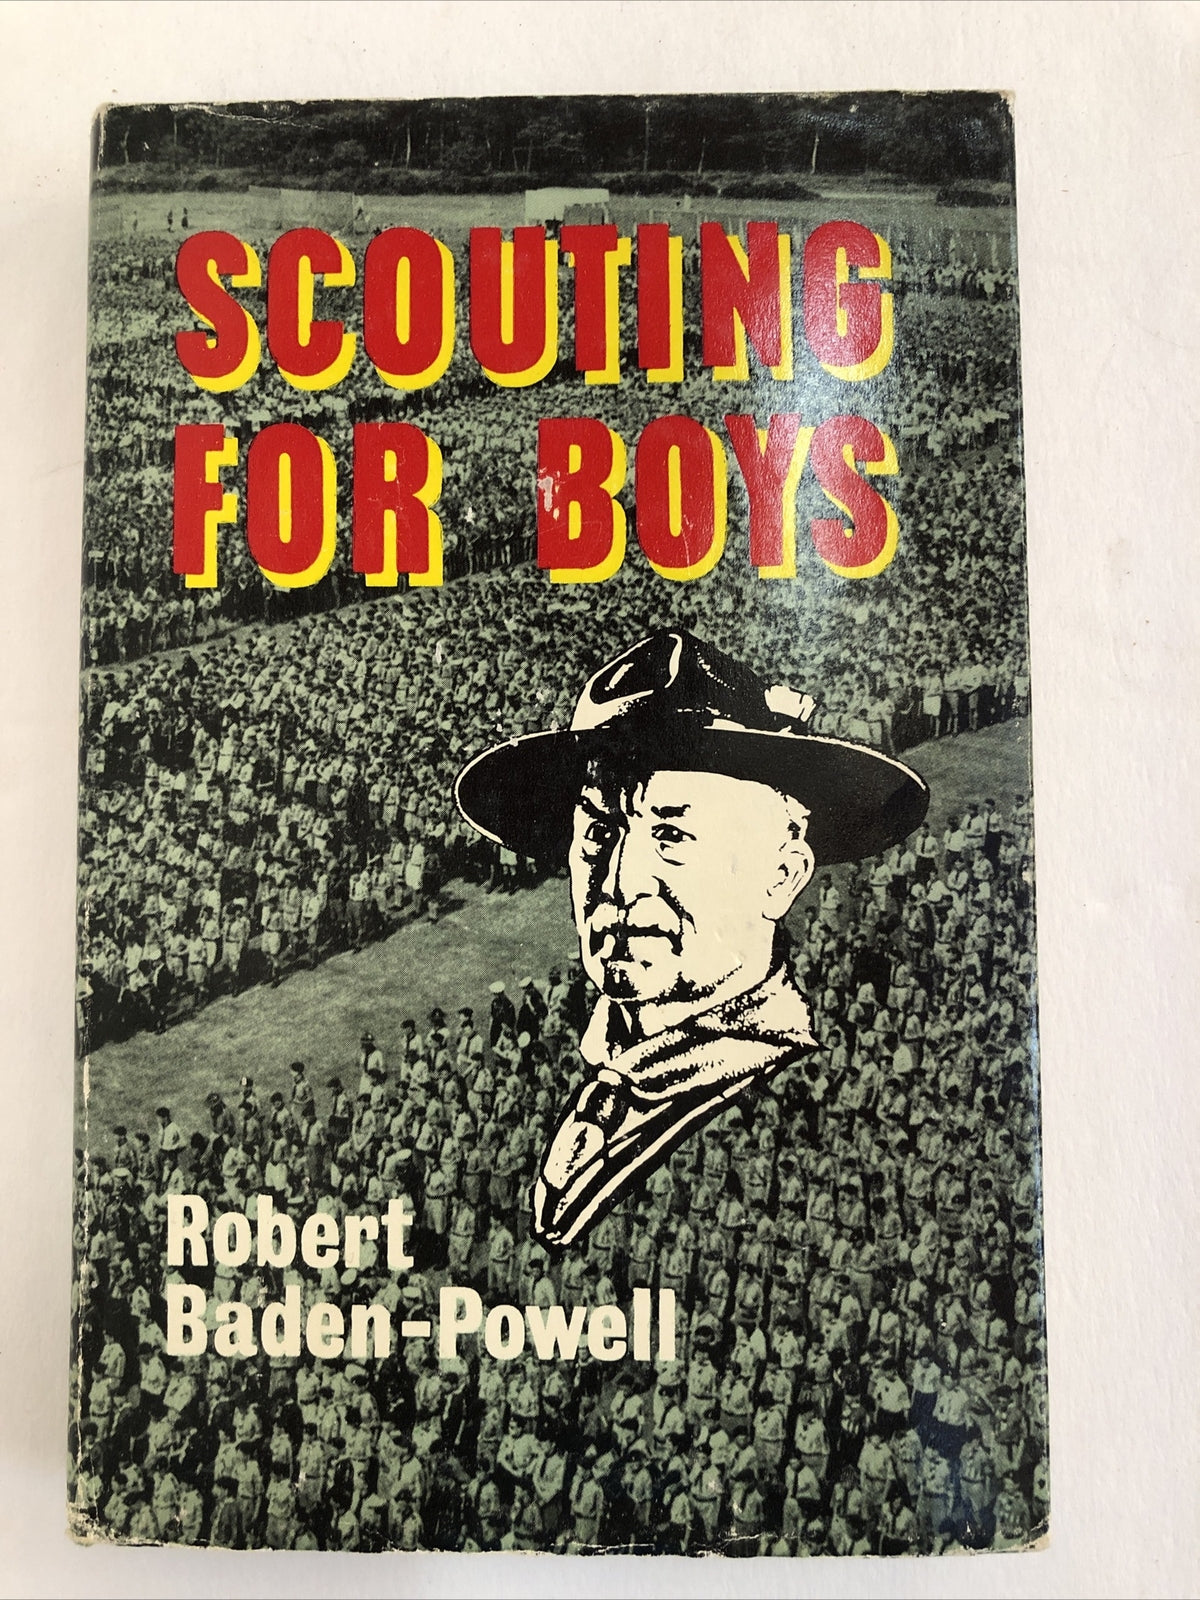 SCOUTING
FOR BOYS
Robert
Baden-Powell